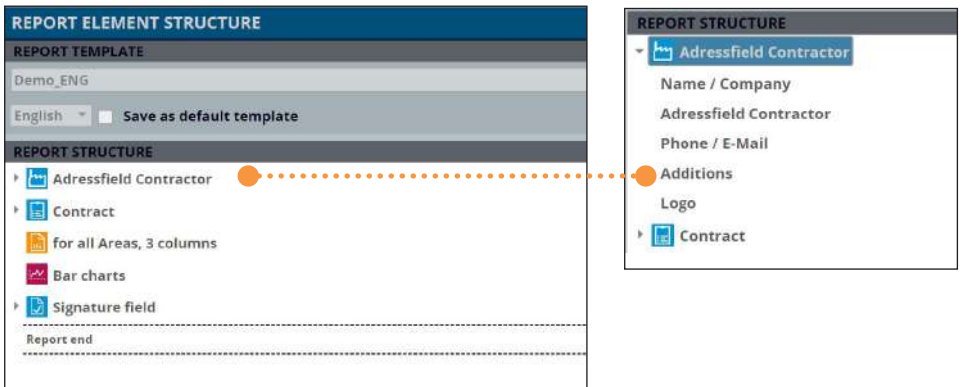 REPORT ELEMENT STRUCTURE
REPORT TEMPLATE
Demo_ENG
English
Save as default template
REPORT STRUCTURE
Adressfield Contractor
Contract
for all Areas, 3 columns
Bar charts
Signature field
Report end
REPORT STRUCTURE
Adressfield Contractor
Name / Company
Adressfield Contractor
Phone / E-Mail
Additions
Logo
Contract